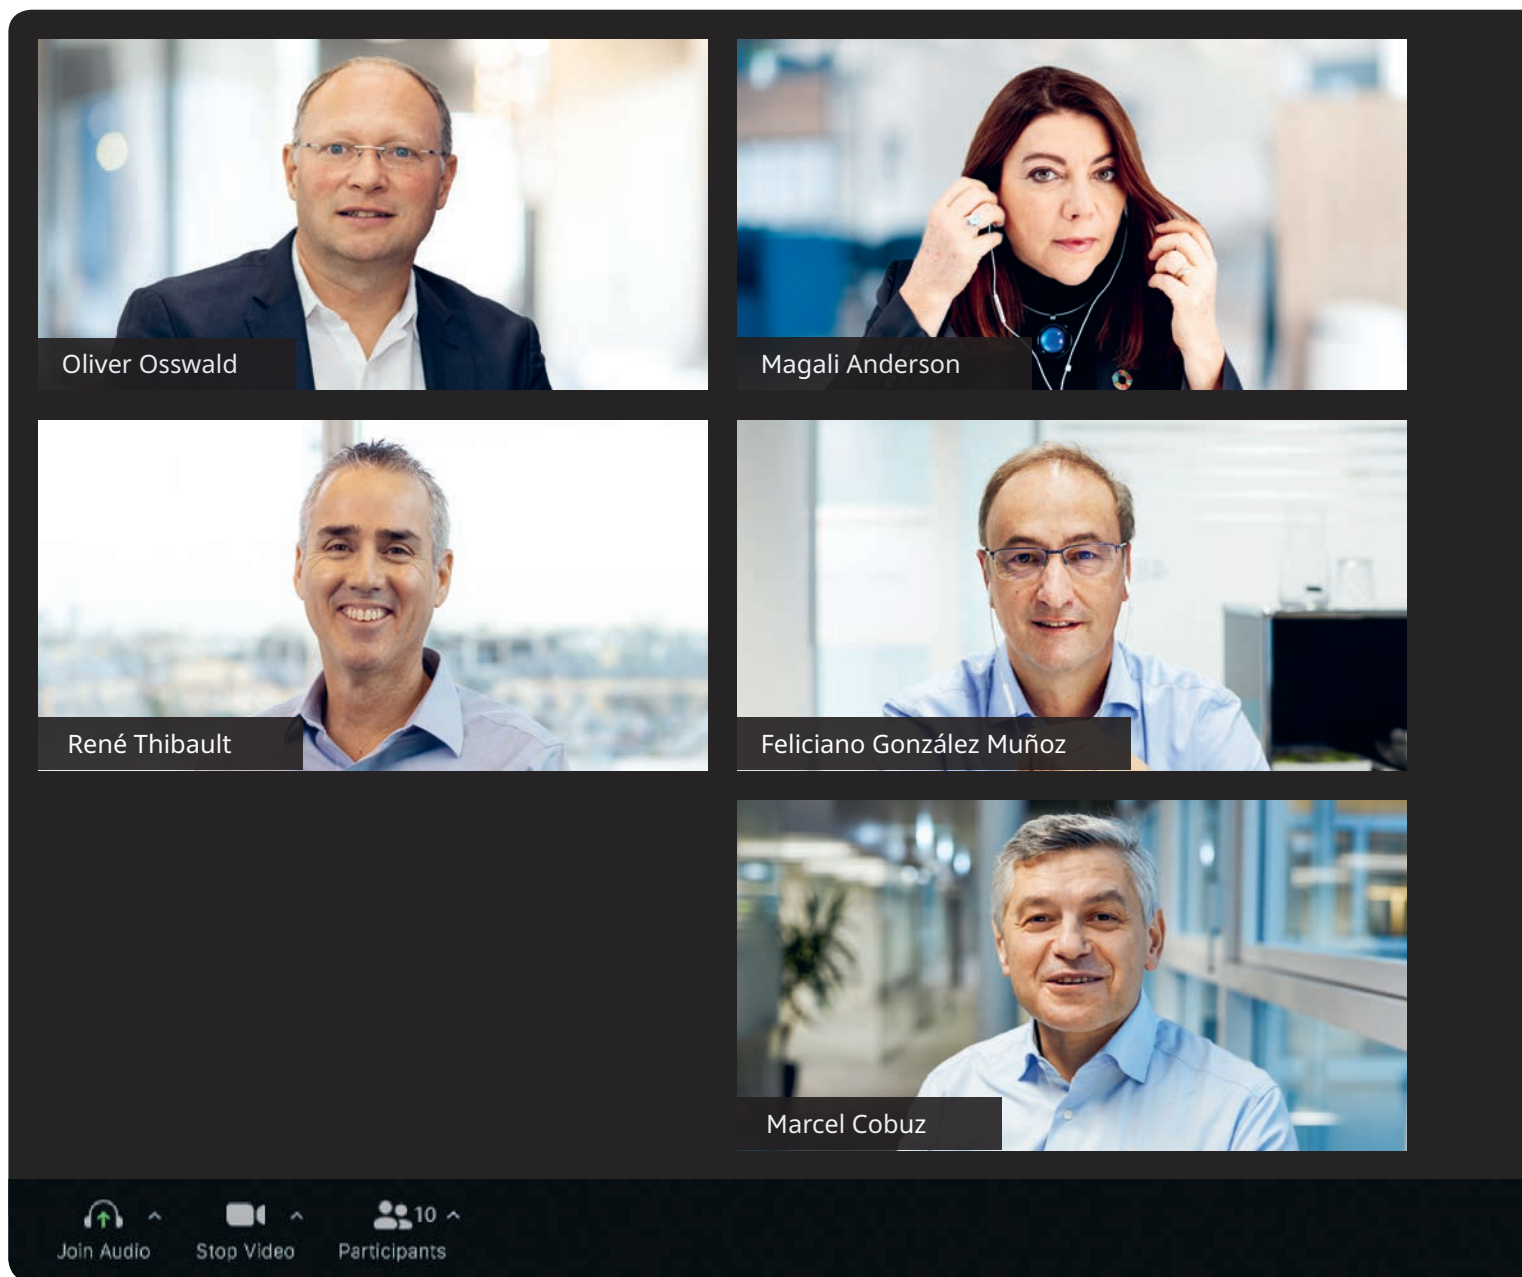 Oliver Osswald
Magali Anderson
René Thibault
Feliciano González Muñoz
Marcel Cobuz
10
Join Audio
Stop Video
Participants